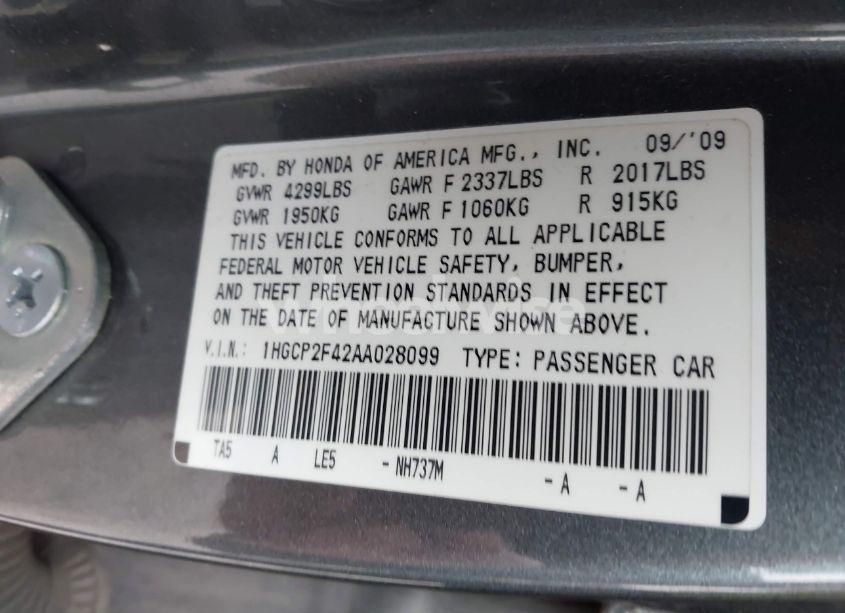 MFD. BY HONDA OF AMERICA MFG., INC. 09/'09
GVWR 4299LBS GAWR F 2337LBS R 2017LBS
GVWR 1950KG GAWR F 1060KG R 915KG
THIS VEHICLE CONFORMS TO ALL APPLICABLE
FEDERAL MOTOR VEHICLE SAFETY, BUMPER,
AND THEFT PREVENTION STANDARDS IN EFFECT
ON THE DATE OF MANUFACTURE SHOWN ABOVE.
V.I.N.: 1HGCP2F42AA028099 TYPE: PASSENGER CAR
TA5 A LE5 - NH737M - A - A